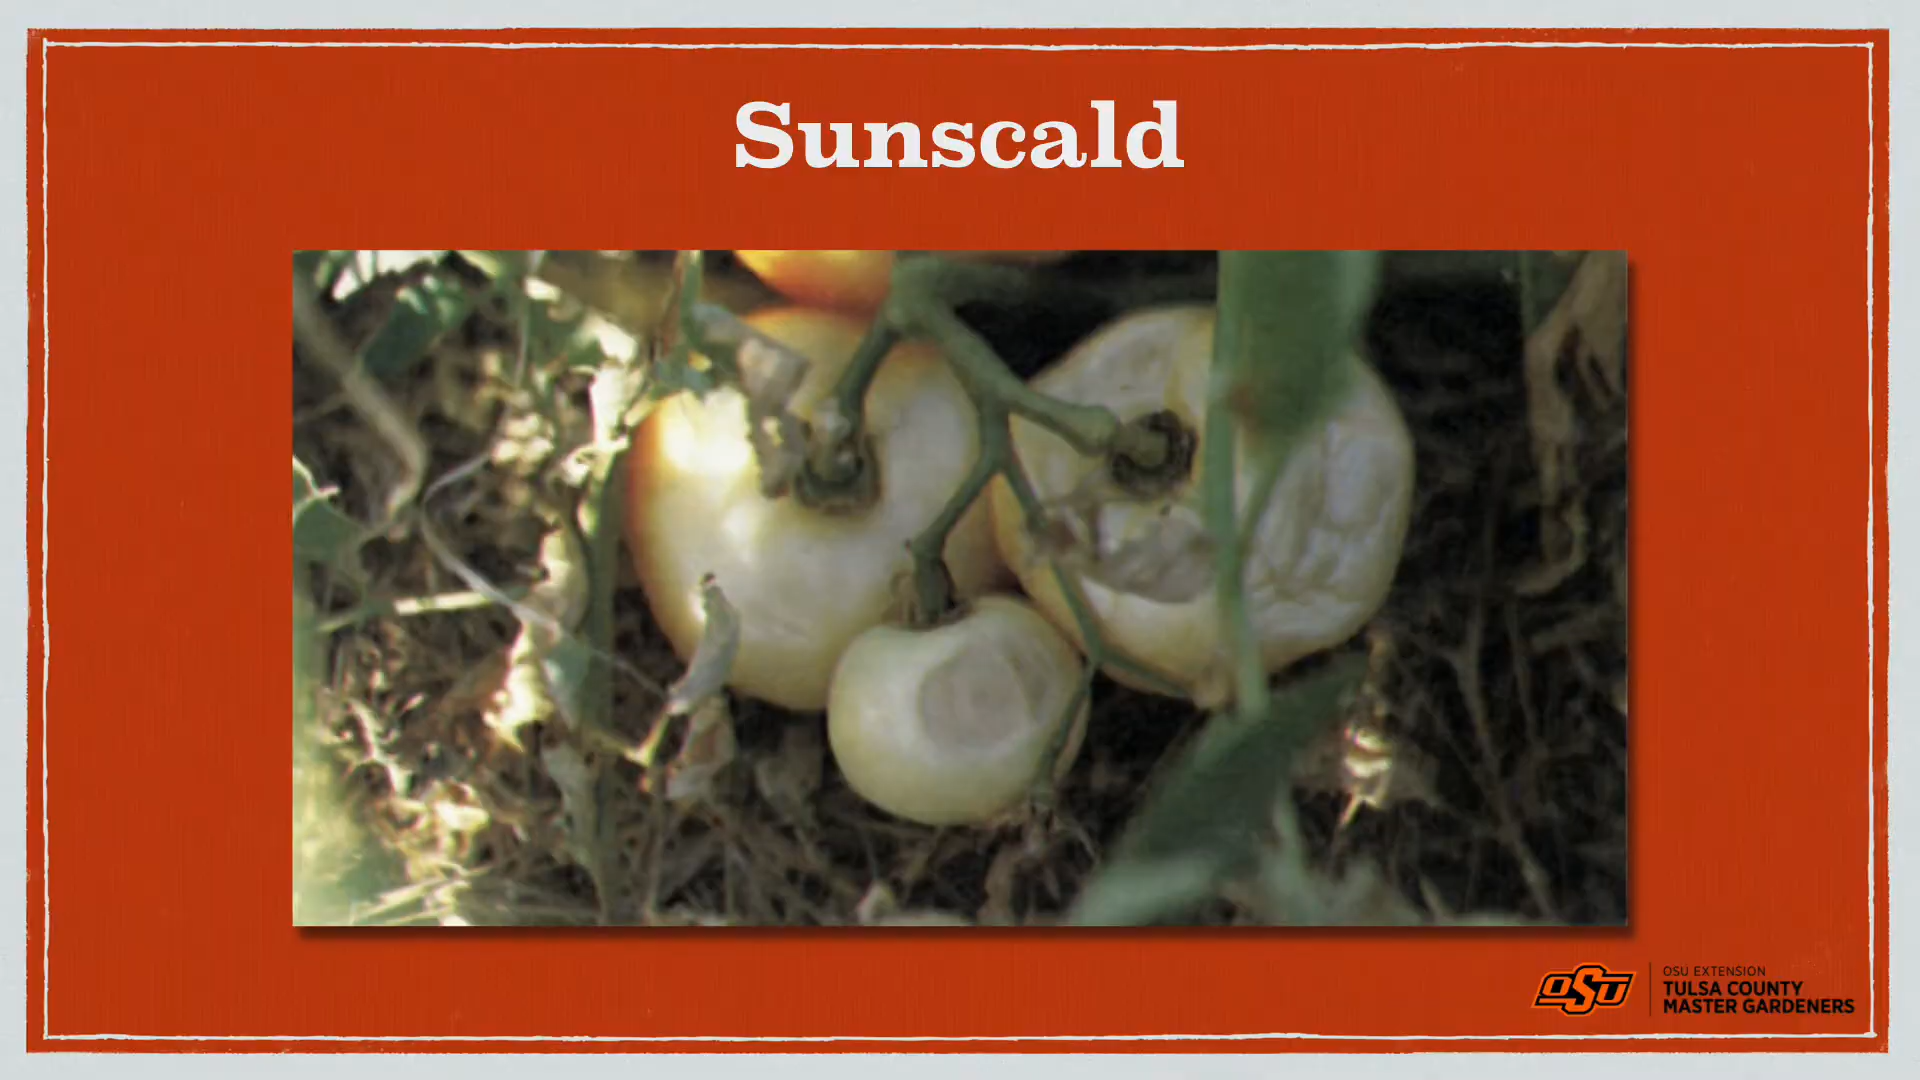 Sunscald
OSU
OSU EXTENSION
TULSA COUNTY
MASTER GARDENERS